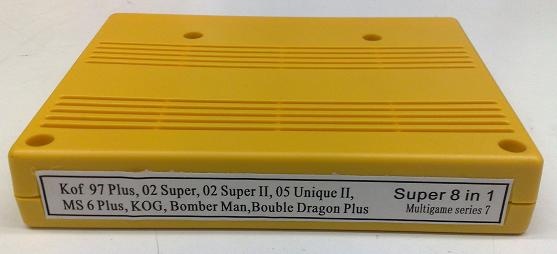 Kof 97 Plus, 02 Super, 02 Super II, 05 Unique II,
MS 6 Plus, KOG, Bomber Man,Bouble Dragon Plus
Super 8 in 1
Multigame series 7